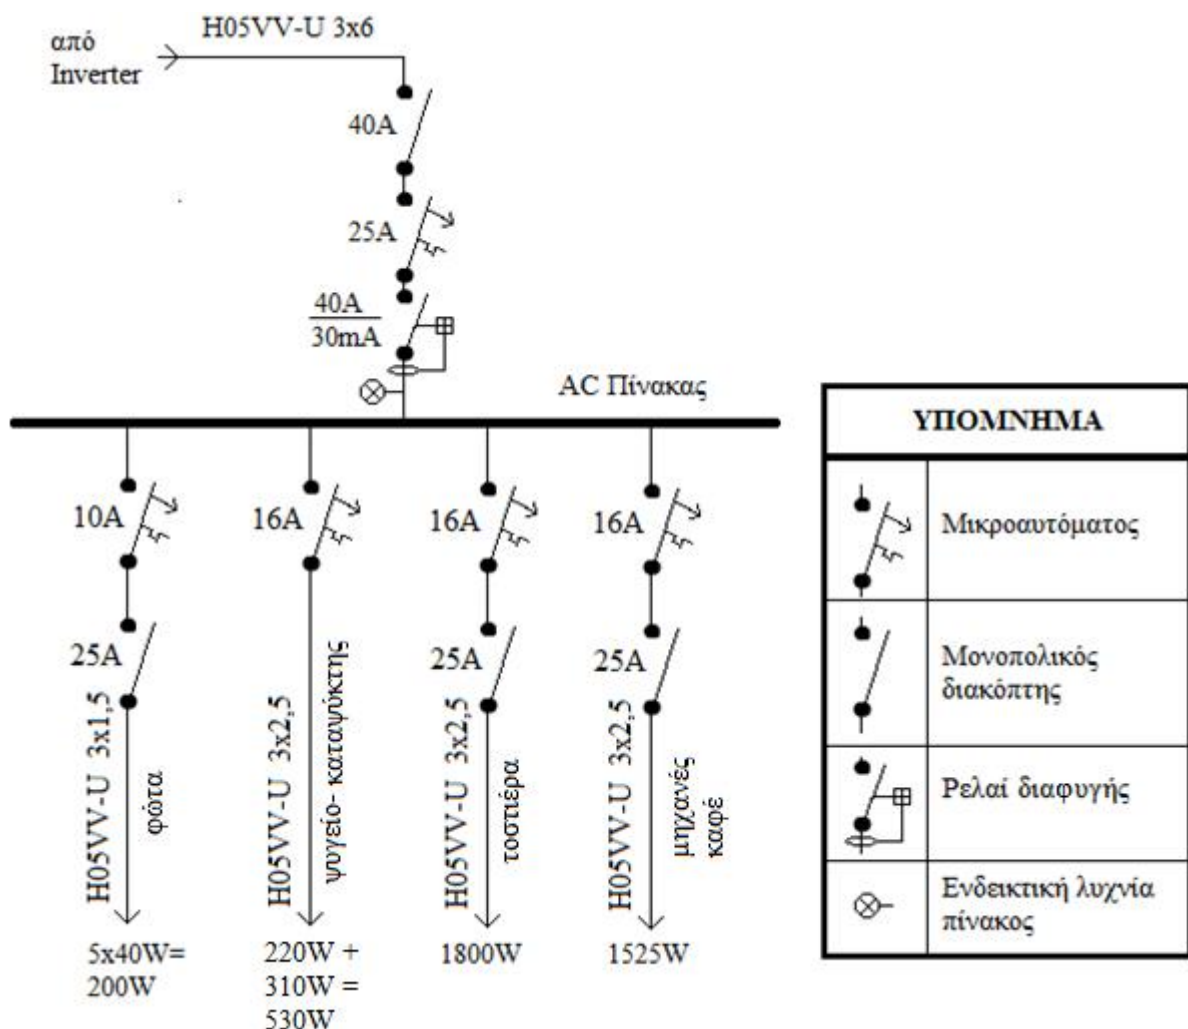 H05VV-U 3x6
από
Inverter
40A
25A
40A
30mA
AC Πίνακας
10A
16A
16A
16A
25A
25A
25A
H05VV-U 3x1,5
φώτα
H05VV-U 3x2,5
ψυγείο- καταψύκτης
H05VV-U 3x2,5
τοστιέρα
H05VV-U 3x2,5
μηχανές
καφέ
5x40W=
200W
220W +
310W =
530W
1800W
1525W
ΥΠΟΜΝΗΜΑ
Μικροαυτόματος
Μονοπολικός
διακόπτης
Ρελαί διαφυγής
Ενδεικτική λυχνία
πίνακος